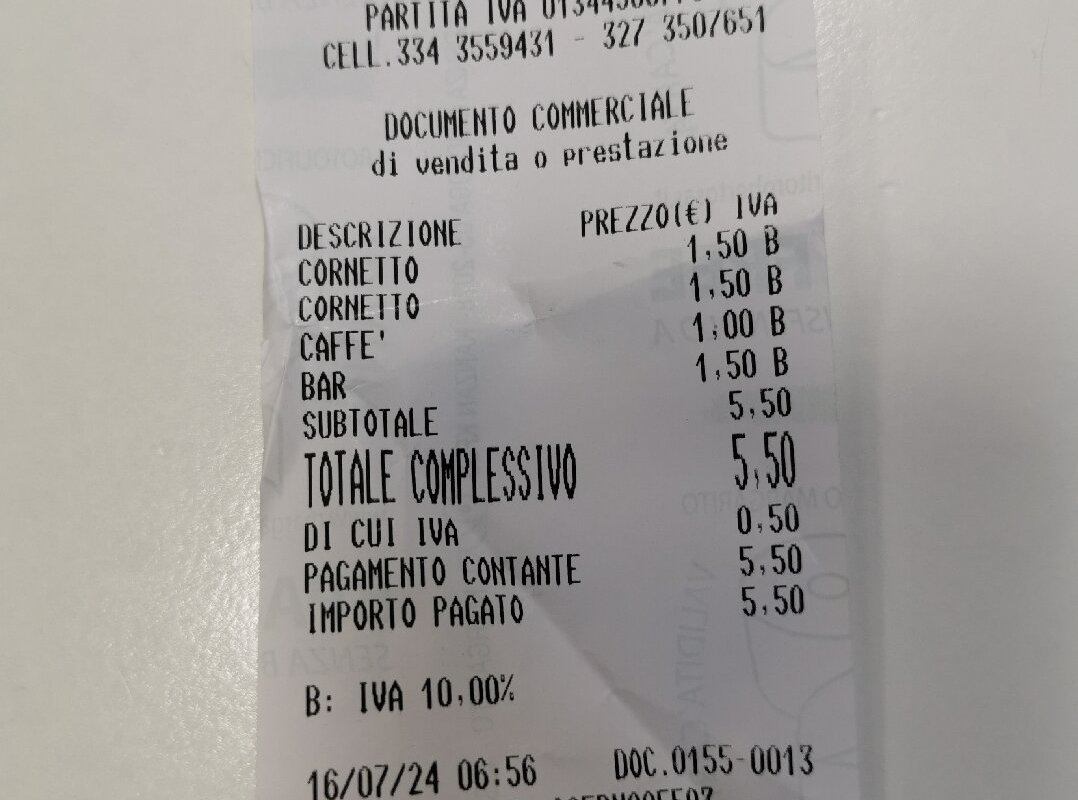 PARTITA IVA
CELL.334 3559431 - 327 3507651
DOCUMENTO COMMERCIALE
di vendita o prestazione
DESCRIZIONE PREZZO(€) IVA
CORNETTO 1,50 B
CORNETTO 1,50 B
CAFFE' 1,00 B
BAR 1,50 B
SUBTOTALE 5,50
TOTALE COMPLESSIVO 5,50
DI CUI IVA 0,50
PAGAMENTO CONTANTE 5,50
IMPORTO PAGATO 5,50
B: IVA 10,00%
16/07/24 06:56 DOC.0155-0013